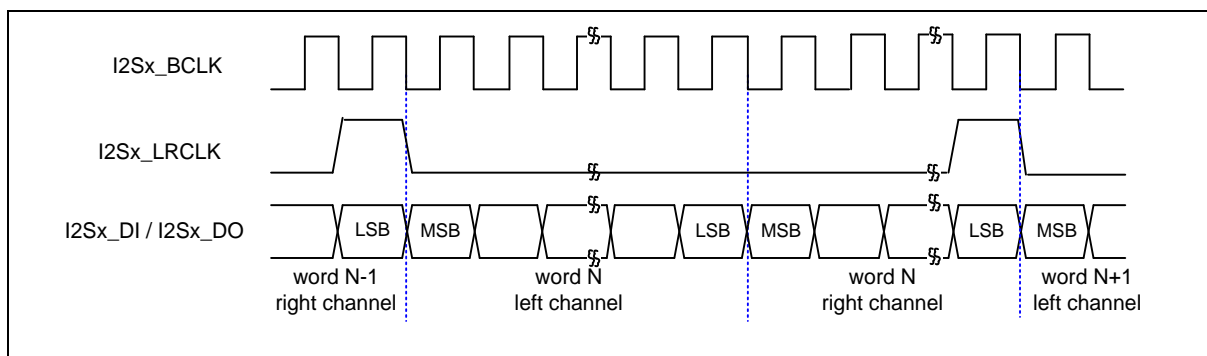 I2Sx_BCLK
I2Sx_LRCLK
I2Sx_DI / I2Sx_DO
LSB
MSB
LSB
MSB
LSB
MSB
word N-1
right channel
word N
left channel
word N
right channel
word N+1
left channel